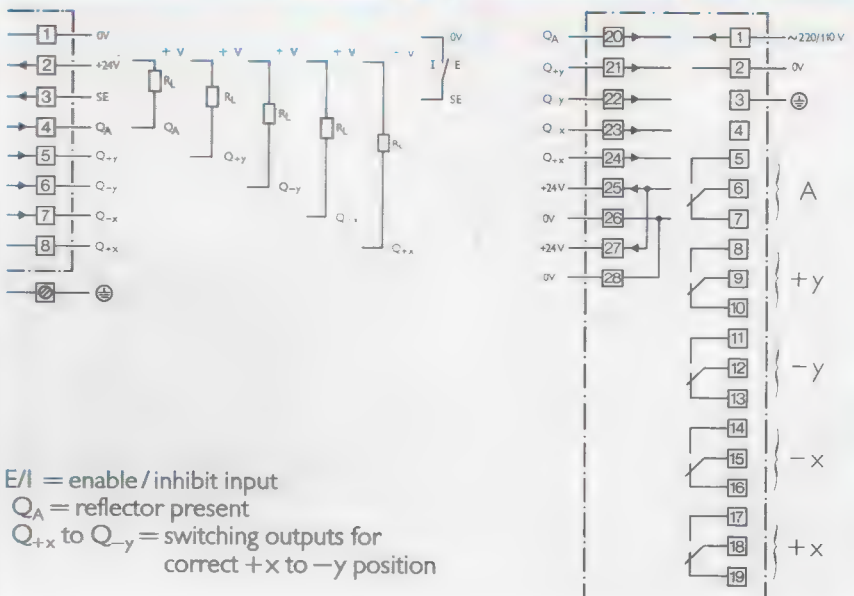 1 0V
2 +24V
3 SE
4 QA
5 Q+y
6 Q-y
7 Q-x
8 Q+x
+ V + V + V + V - v
RL RL RL RL RL
QA Q+y Q-y Q+x
0V
I E
SE
QA 20
Q+y 21
Q y 22
Q x 23
Q+x 24
+24V 25
0V 26
+24V 27
0V 28
1 ~220/110 V
2 0V
3
4
5
6 A
7
8
9 +y
10
11
12 -y
13
14
15 -x
16
17
18 +x
19
E/I = enable/inhibit input
QA = reflector present
Q+x to Q-y = switching outputs for
correct +x to -y position